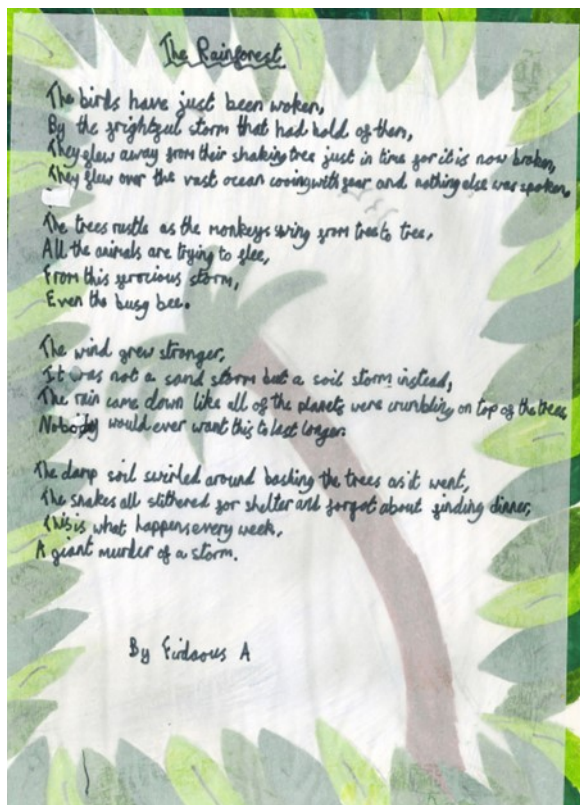 The Rainforest
The birds have just been woken,
By the frightful storm that had hold of them,
They flew away from their shaking tree just in time for it is now broken,
They flew over the vast ocean cooing with fear and nothing else was spoken.
The trees rustle as the monkeys swing from tree to tree,
All the animals are trying to flee,
From this ferocious storm,
Even the busy bee.
The wind grew stronger,
It was not a sand storm but a soil storm instead,
The rain came down like all of the planets were crumbling on top of the trees,
Nobody would ever want this to last longer.
The damp soil swirled around bashing the trees as it went,
The snakes all slithered for shelter and forgot about finding dinner,
This is what happens every week,
A giant murder of a storm.
By Firdaous A